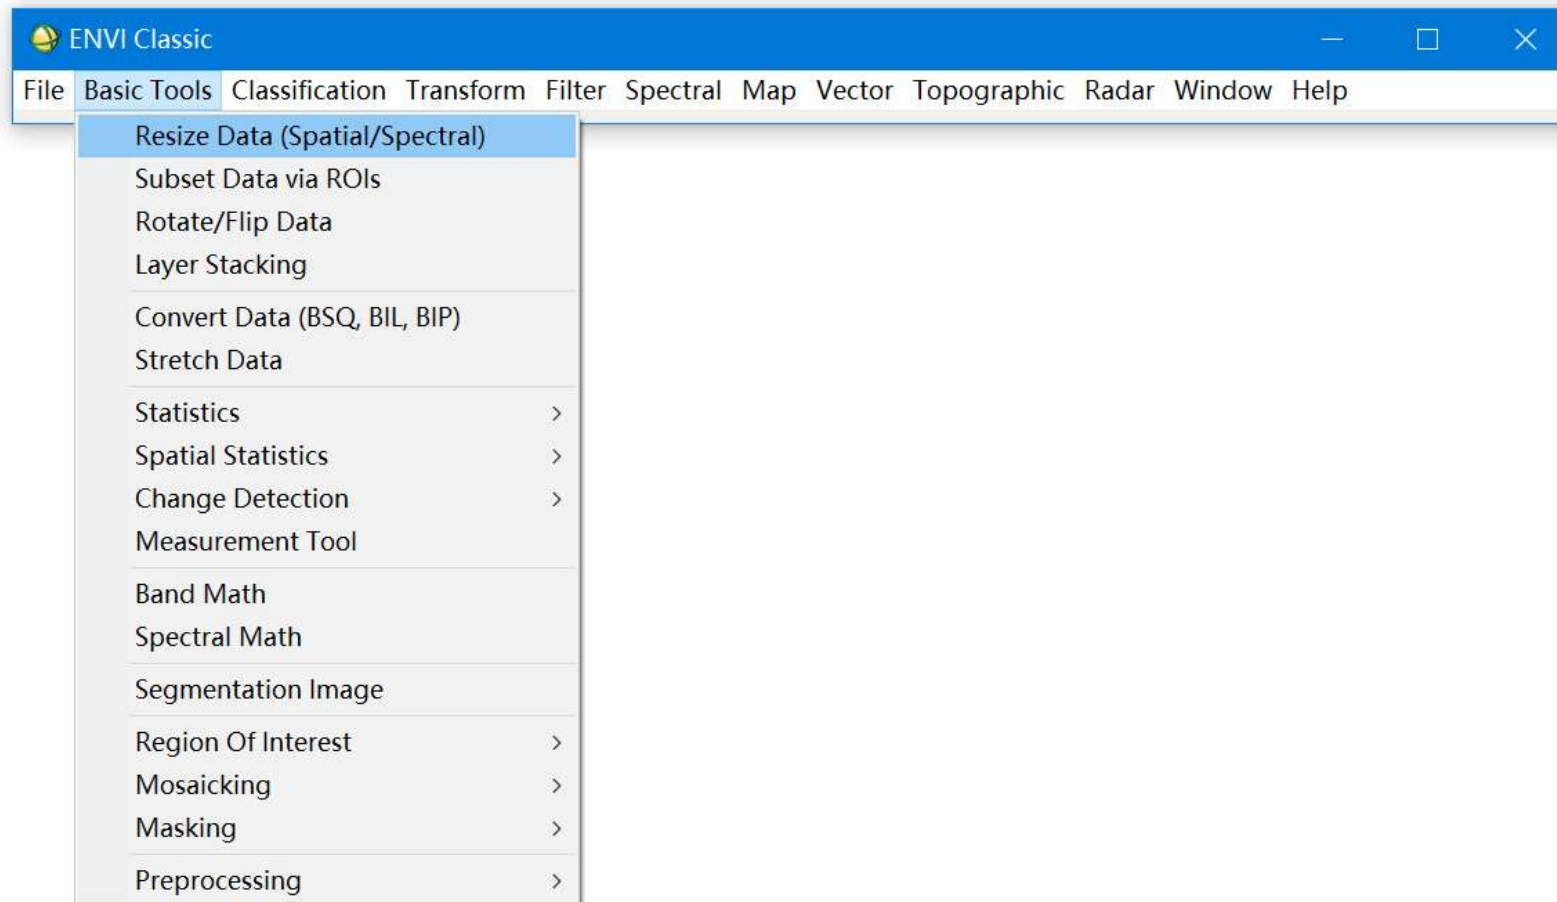 ENVI Classic
File Basic Tools Classification Transform Filter Spectral Map Vector Topographic Radar Window Help
Resize Data (Spatial/Spectral)
Subset Data via ROIs
Rotate/Flip Data
Layer Stacking
Convert Data (BSQ, BIL, BIP)
Stretch Data
Statistics
Spatial Statistics
Change Detection
Measurement Tool
Band Math
Spectral Math
Segmentation Image
Region Of Interest
Mosaicking
Masking
Preprocessing